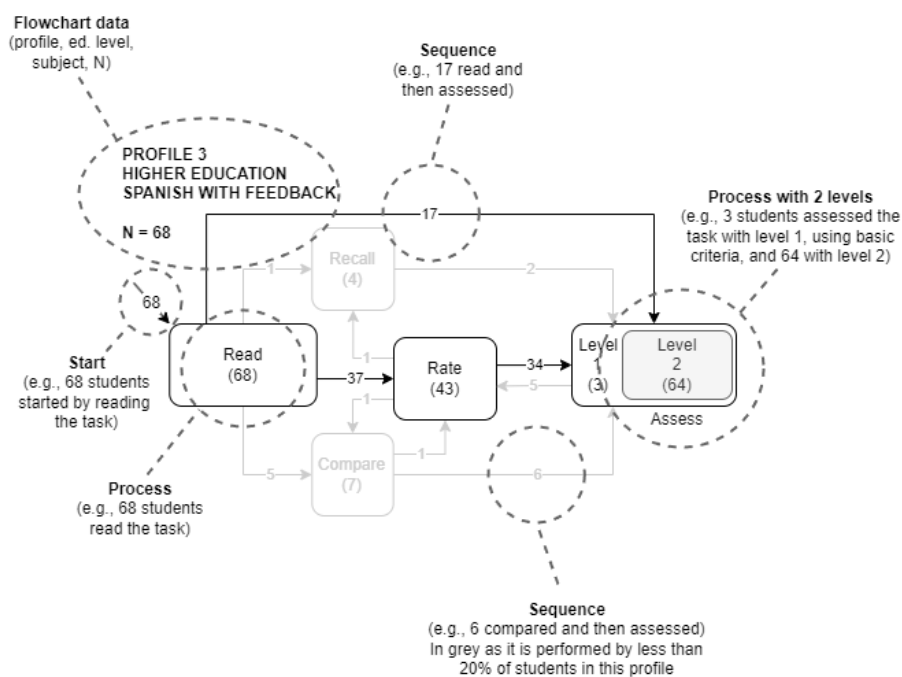 Flowchart data
(profile, ed. level,
subject, N)
Sequence
(e.g., 17 read and
then assessed)
PROFILE 3
HIGHER EDUCATION
SPANISH WITH FEEDBACK
N = 68
17
Process with 2 levels
(e.g., 3 students assessed the
task with level 1, using basic
criteria, and 64 with level 2)
1
Recall
(4)
2
68
Start
(e.g., 68 students
started by reading
the task)
Read
(68)
37
1
1
Rate
(43)
34
5
Level
1
(3)
Level
2
(64)
Assess
5
Compare
(7)
1
6
Process
(e.g., 68 students
read the task)
Sequence
(e.g., 6 compared and then assessed)
In grey as it is performed by less than
20% of students in this profile